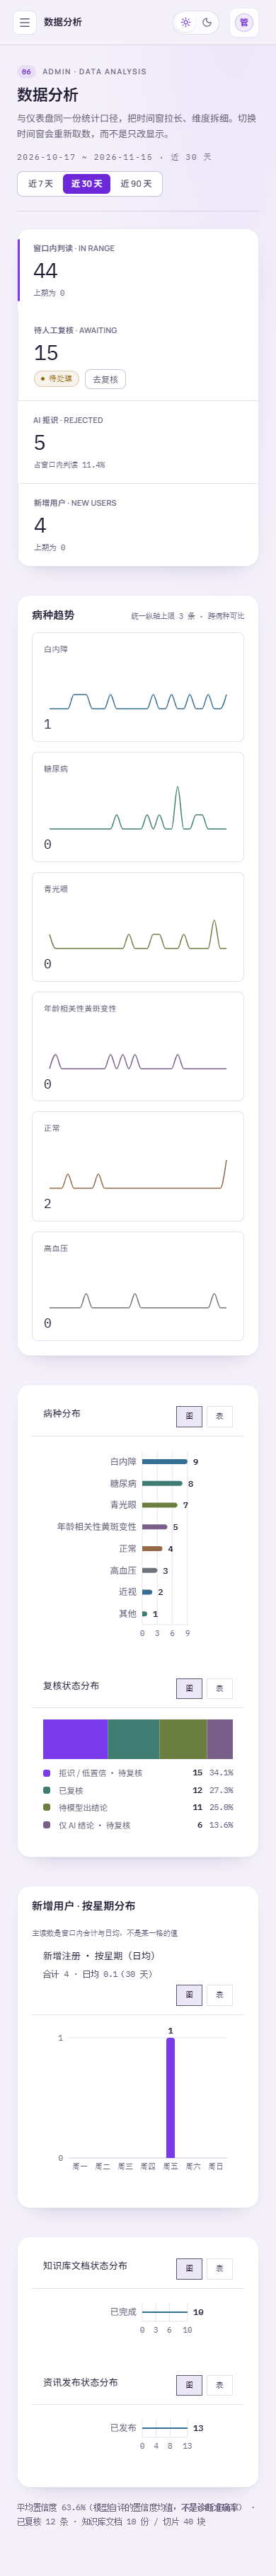 数据分析
管
06 ADMIN · DATA ANALYSIS
数据分析
与仪表盘同一份统计口径，把时间窗拉长、维度拆细。切换
时间窗会重新取数，而不是只改显示。
2026-10-17 ~ 2026-11-15 · 近 30 天
近 7 天 近 30 天 近 90 天
窗口内判读 · IN RANGE
44
上期为 0
待人工复核 · AWAITING
15
待处理 去复核
AI 拒识 · REJECTED
5
占窗口内判读 11.4%
新增用户 · NEW USERS
4
上期为 0
病种趋势 统一纵轴上限 3 条 · 跨病种可比
白内障
1
糖尿病
0
青光眼
0
年龄相关性黄斑变性
0
正常
2
高血压
0
病种分布 图 表
白内障 9
糖尿病 8
青光眼 7
年龄相关性黄斑变性 5
正常 4
高血压 3
近视 2
其他 1
0 3 6 9
复核状态分布 图 表
拒识 / 低置信 · 待复核 15 34.1%
已复核 12 27.3%
待模型出结论 11 25.0%
仅 AI 结论 · 待复核 6 13.6%
新增用户 · 按星期分布
主读数是窗口内合计与日均，不是某一格的值
新增注册 · 按星期（日均）
合计 4 · 日均 0.1（30 天）
图 表
1
1
0
周一 周二 周三 周四 周五 周六 周日
知识库文档状态分布 图 表
已完成 10
0 3 6 10
资讯发布状态分布 图 表
已发布 13
0 4 8 13
平均置信度 63.6%（模型自评的置信度均值，不是诊断准确率） ·
已复核 12 条 · 知识库文档 10 份 / 切片 40 块